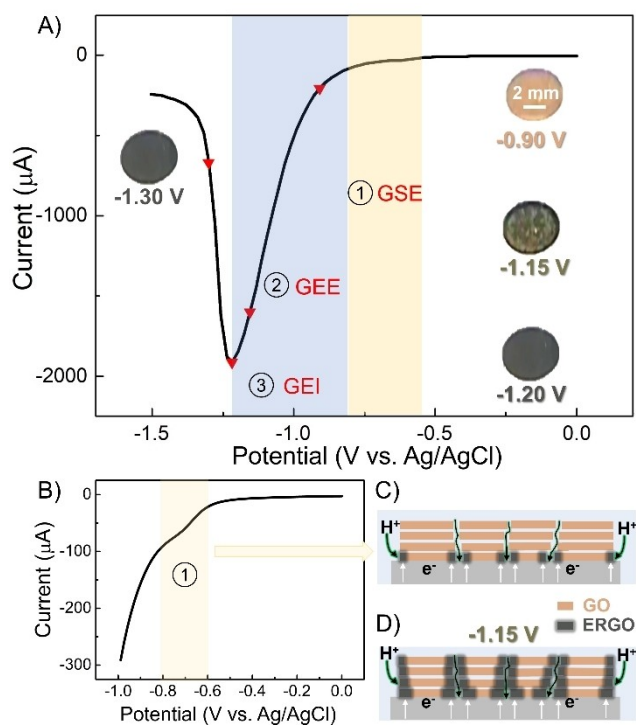 A)
0
-1000
-2000
Current (μA)
-1.5
-1.0
-0.5
0.0
Potential (V vs. Ag/AgCl)
-1.30 V
① GSE
② GEE
③ GEI
2 mm
-0.90 V
-1.15 V
-1.20 V
B)
0
-100
-200
-300
Current (μA)
①
-1.0
-0.8
-0.6
-0.4
-0.2
0.0
Potential (V vs. Ag/AgCl)
C)
H⁺
H⁺
e⁻
e⁻
GO
ERGO
D)
-1.15 V
H⁺
H⁺
e⁻
e⁻